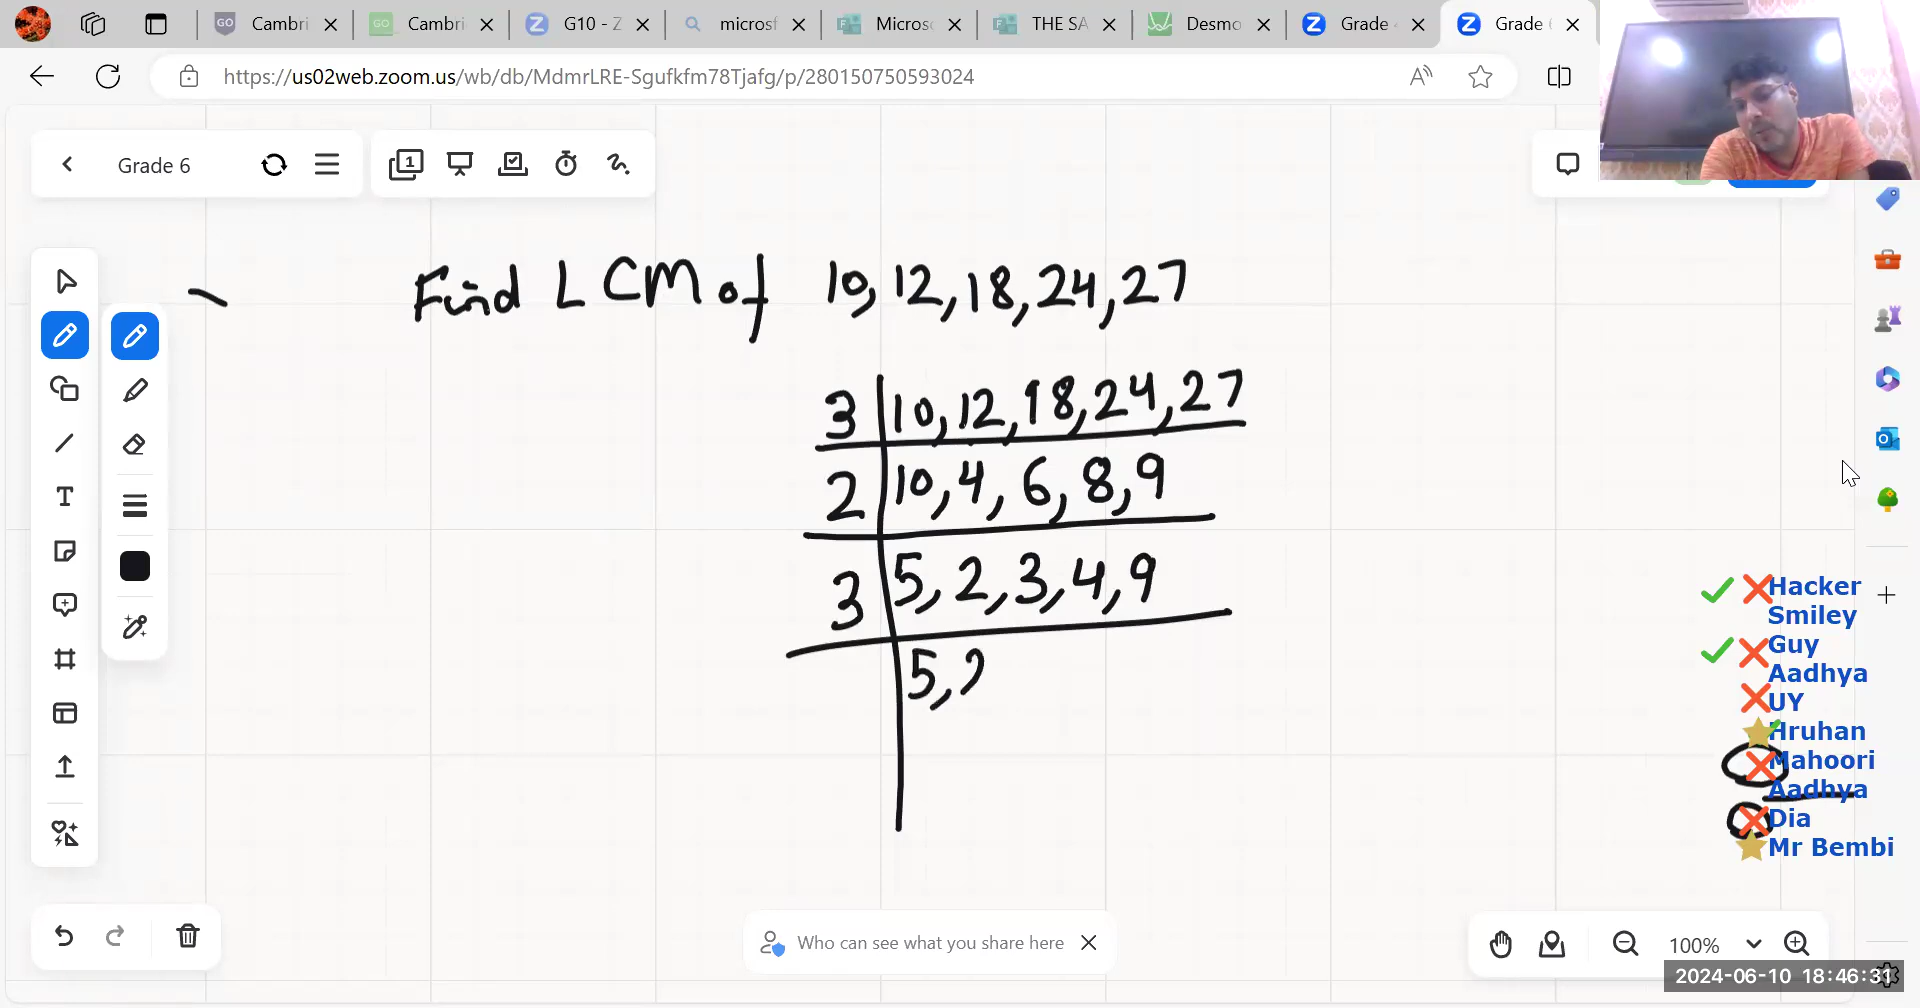 Cambri
Cambri
G10 - Z
microsf
Micros
THE SA
Desmo
Grade
Grade
https://us02web.zoom.us/wb/db/MdmrLRE-Sgufkfm78Tjafg/p/280150750593024
Grade 6
1
Find LCM of 10, 12, 18, 24, 27
3 | 10, 12, 18, 24, 27
2 | 10, 4, 6, 8, 9
3 | 5, 2, 3, 4, 9
5, 2
Hacker
Smiley
Guy
Aadhya
UY
Hruhan
Mahoori
Aadhya
Dia
Mr Bembi
Who can see what you share here
100%
2024-06-10 18:46:31